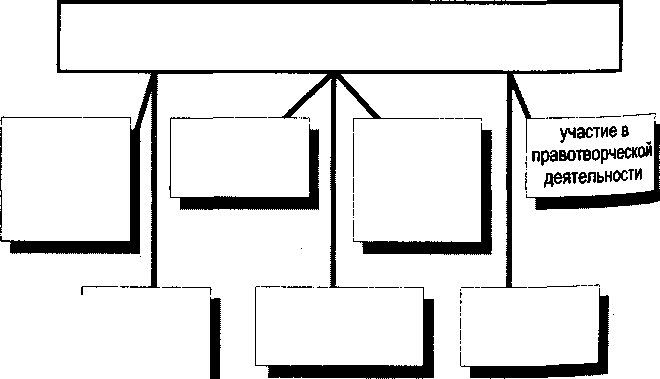 участие в
правотворческой
деятельности